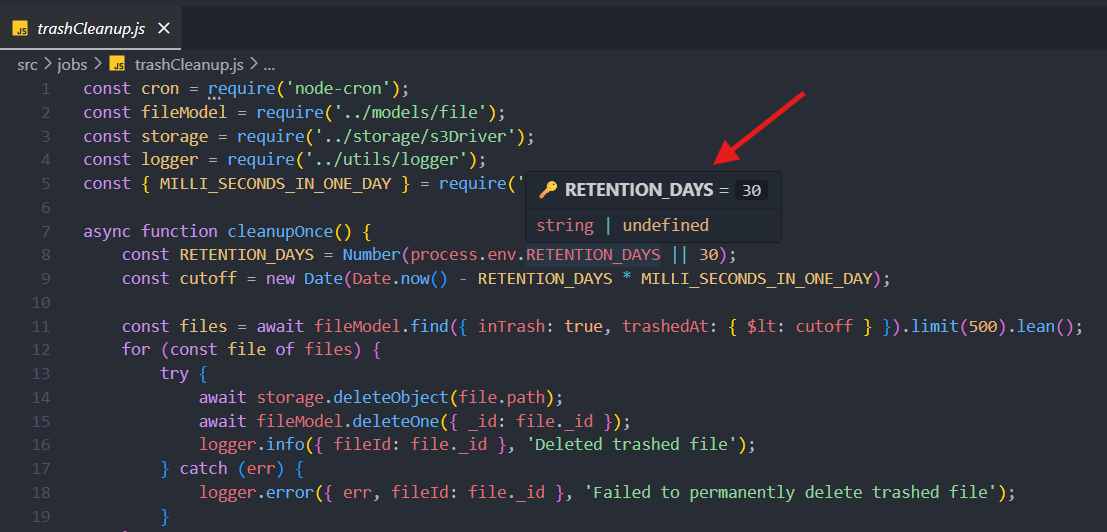 JS trashCleanup.js ×
src > jobs > JS trashCleanup.js > ...
1 const cron = require('node-cron');
2 const fileModel = require('../models/file');
3 const storage = require('../storage/s3Driver');
4 const logger = require('../utils/logger');
5 const { MILLI_SECONDS_IN_ONE_DAY } = require('
RETENTION_DAYS = 30
string | undefined
6
7 async function cleanupOnce() {
8 const RETENTION_DAYS = Number(process.env.RETENTION_DAYS || 30);
9 const cutoff = new Date(Date.now() - RETENTION_DAYS * MILLI_SECONDS_IN_ONE_DAY);
10
11 const files = await fileModel.find({ inTrash: true, trashedAt: { $lt: cutoff } }).limit(500).lean();
12 for (const file of files) {
13 try {
14 await storage.deleteObject(file.path);
15 await fileModel.deleteOne({ _id: file._id });
16 logger.info({ fileId: file._id }, 'Deleted trashed file');
17 } catch (err) {
18 logger.error({ err, fileId: file._id }, 'Failed to permanently delete trashed file');
19 }